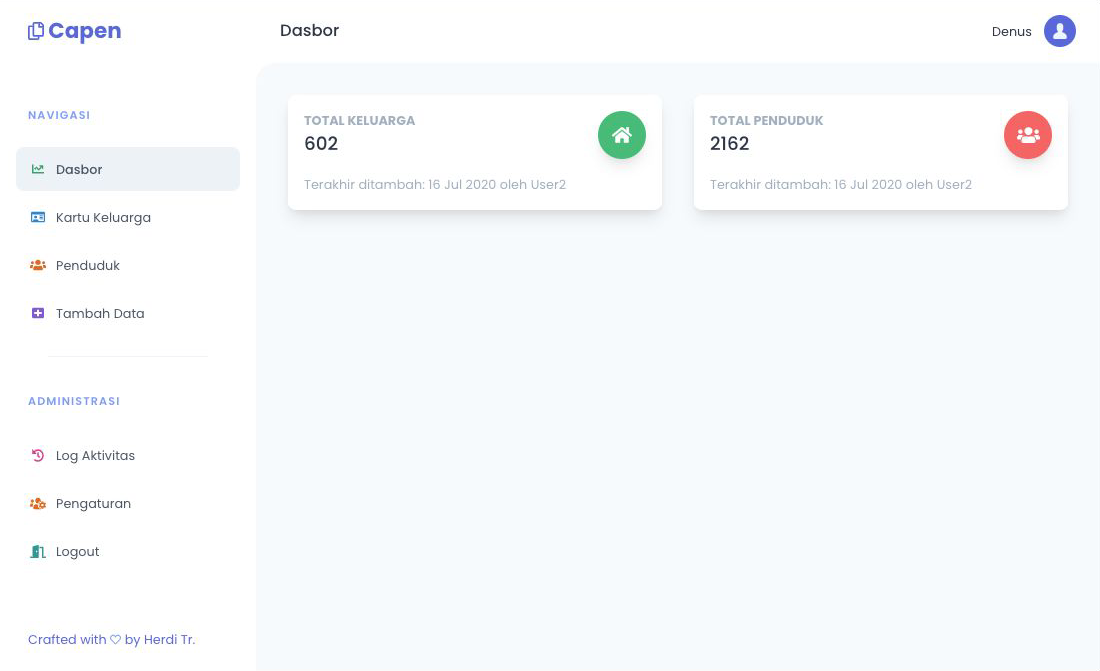 Capen
Dasbor
Denus
NAVIGASI
Dasbor
Kartu Keluarga
Penduduk
Tambah Data
ADMINISTRASI
Log Aktivitas
Pengaturan
Logout
Crafted with ♡ by Herdi Tr.
TOTAL KELUARGA
602
Terakhir ditambah: 16 Jul 2020 oleh User2
TOTAL PENDUDUK
2162
Terakhir ditambah: 16 Jul 2020 oleh User2